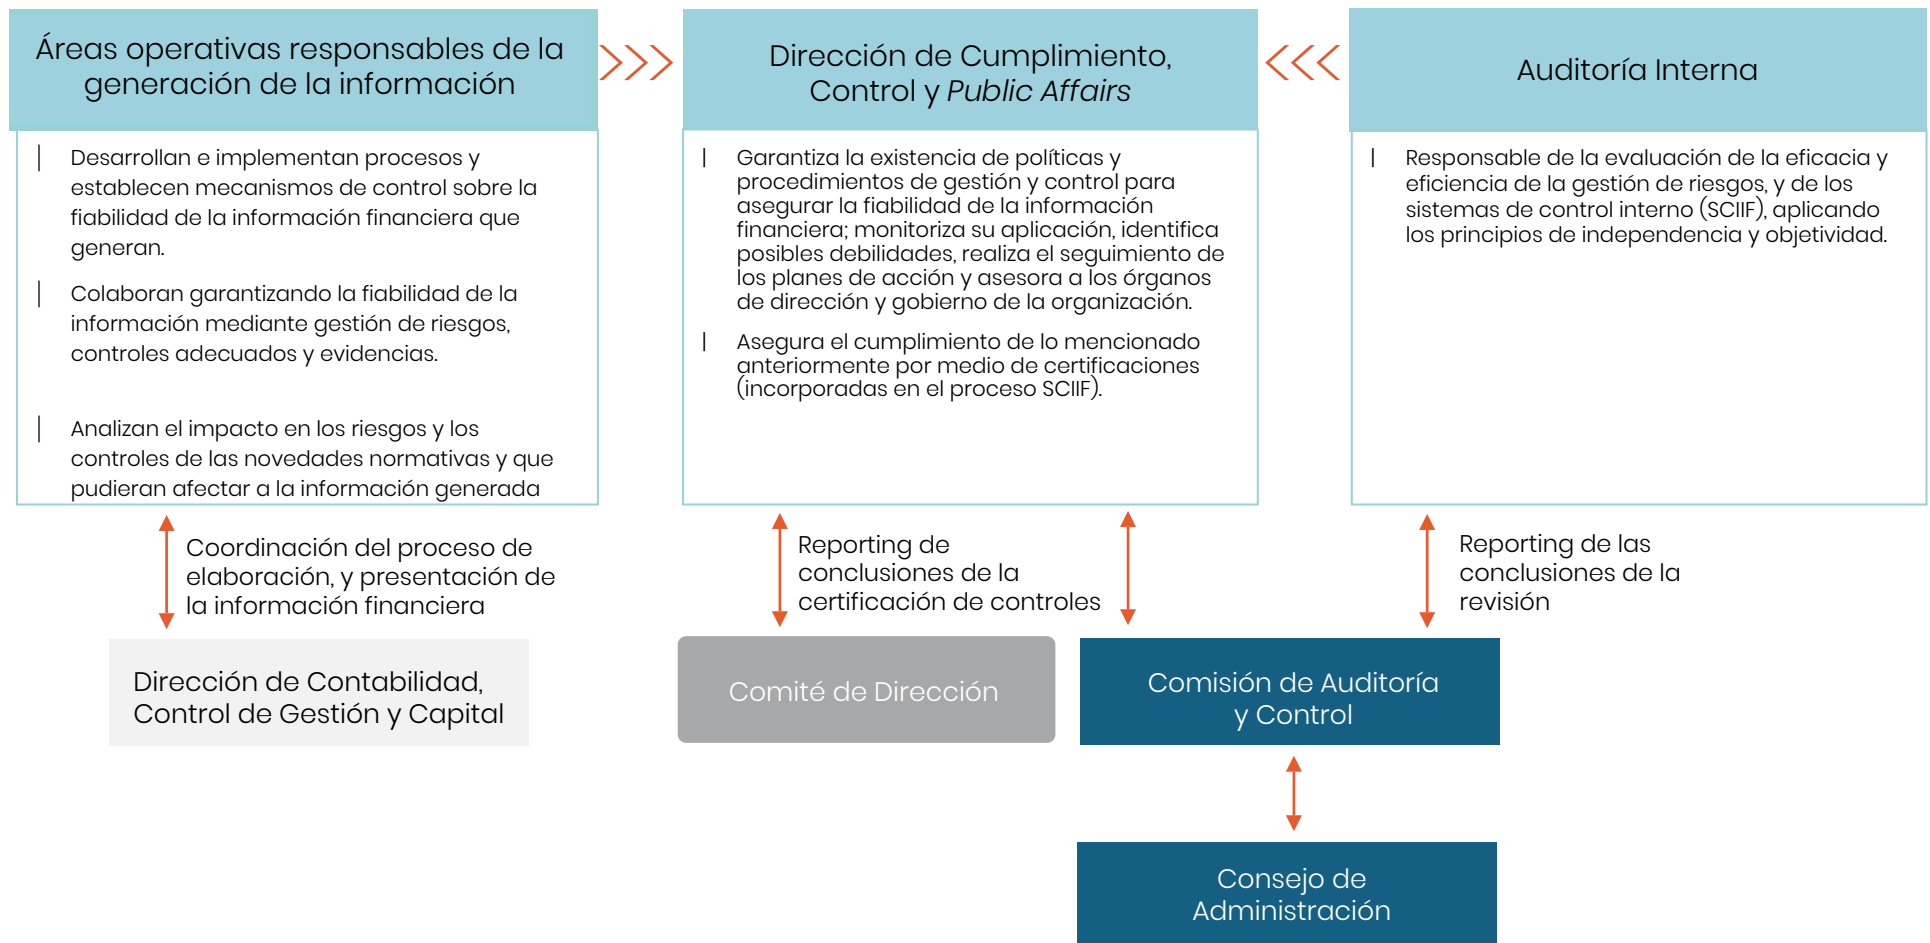 Áreas operativas responsables de la
generación de la información
Desarrollan e implementan procesos y
establecen mecanismos de control sobre la
fiabilidad de la información financiera que
generan.
Colaboran garantizando la fiabilidad de la
información mediante gestión de riesgos,
controles adecuados y evidencias.
Analizan el impacto en los riesgos y los
controles de las novedades normativas y que
pudieran afectar a la información generada
Dirección de Cumplimiento,
Control y Public Affairs
Garantiza la existencia de políticas y
procedimientos de gestión y control para
asegurar la fiabilidad de la información
financiera; monitoriza su aplicación, identifica
posibles debilidades, realiza el seguimiento de
los planes de acción y asesora a los órganos
de dirección y gobierno de la organización.
Asegura el cumplimiento de lo mencionado
anteriormente por medio de certificaciones
(incorporadas en el proceso SCIIF).
Auditoría Interna
Responsable de la evaluación de la eficacia y
eficiencia de la gestión de riesgos, y de los
sistemas de control interno (SCIIF), aplicando
los principios de independencia y objetividad.
Coordinación del proceso de
elaboración, y presentación de
la información financiera
Reporting de
conclusiones de la
certificación de controles
Reporting de las
conclusiones de la
revisión
Dirección de Contabilidad,
Control de Gestión y Capital
Comité de Dirección
Comisión de Auditoría
y Control
Consejo de
Administración